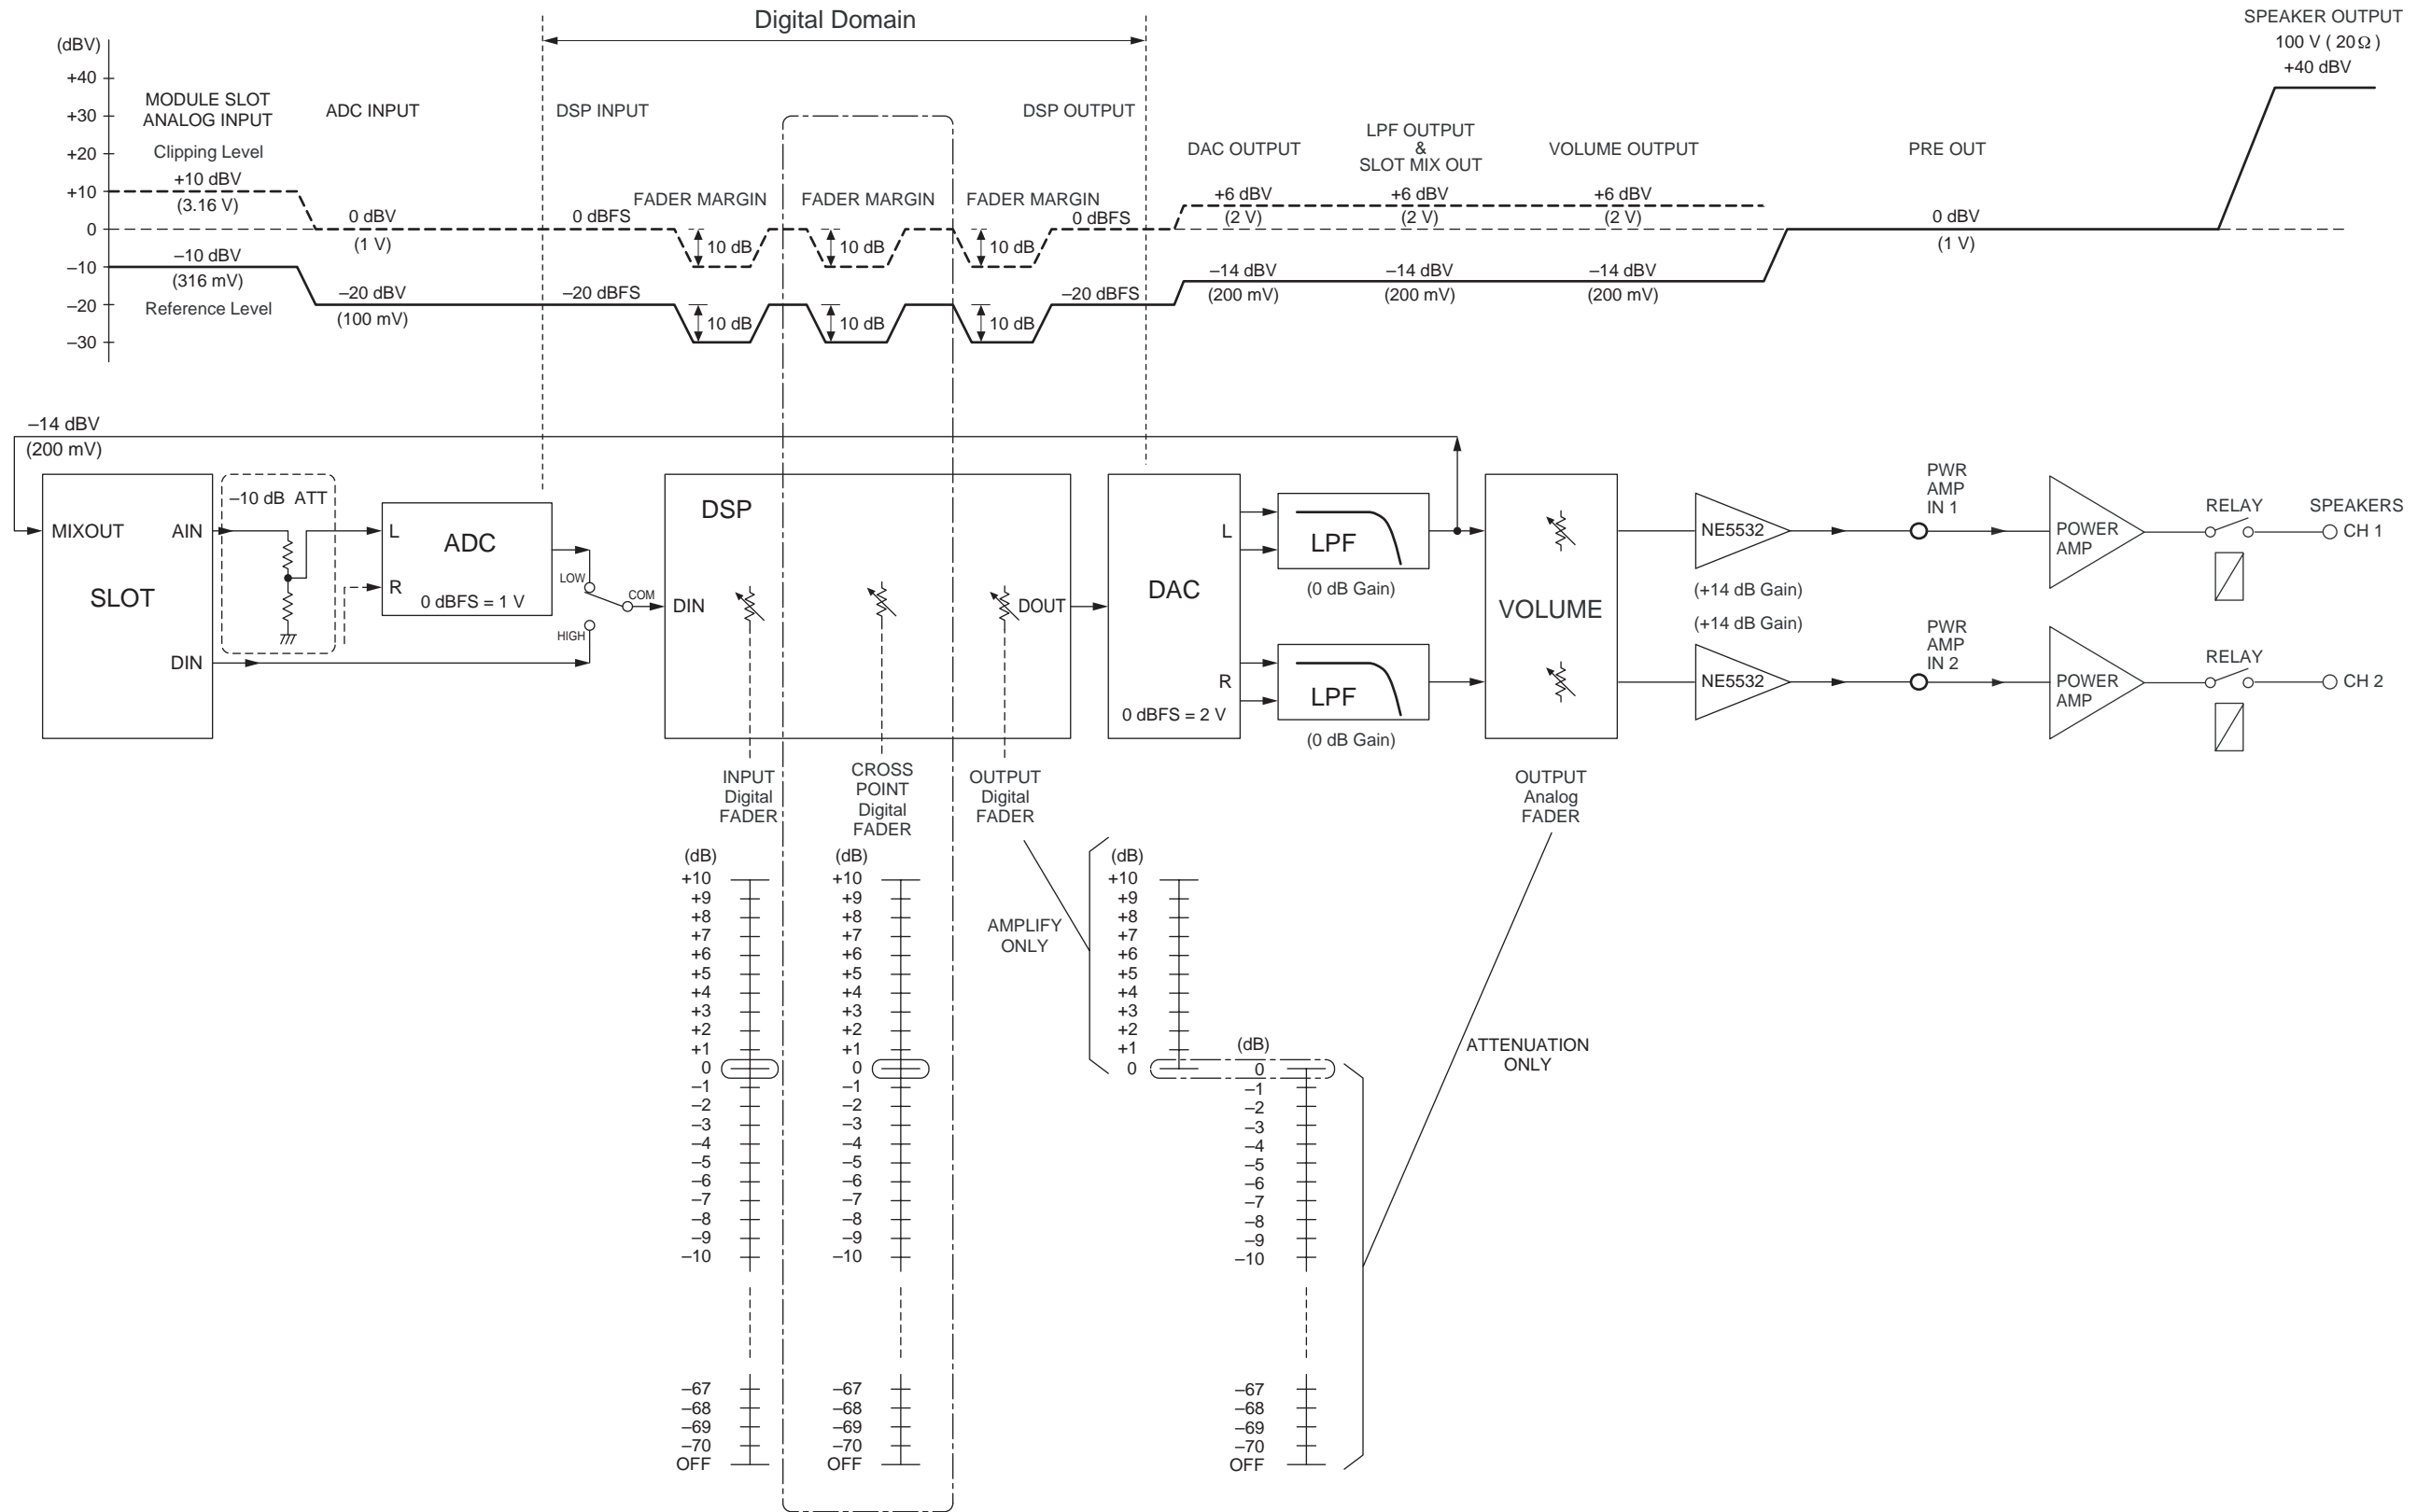 Digital Domain
SPEAKER OUTPUT
100 V ( 20 Ω )
+40 dBV
(dBV)
+40
+30
+20
+10
0
–10
–20
–30
MODULE SLOT
ANALOG INPUT
Clipping Level
+10 dBV
(3.16 V)
–10 dBV
(316 mV)
Reference Level
ADC INPUT
0 dBV
(1 V)
–20 dBV
(100 mV)
DSP INPUT
0 dBFS
–20 dBFS
FADER MARGIN
10 dB
10 dB
FADER MARGIN
10 dB
10 dB
FADER MARGIN
10 dB
10 dB
DSP OUTPUT
0 dBFS
–20 dBFS
DAC OUTPUT
+6 dBV
(2 V)
–14 dBV
(200 mV)
LPF OUTPUT
&
SLOT MIX OUT
+6 dBV
(2 V)
–14 dBV
(200 mV)
VOLUME OUTPUT
+6 dBV
(2 V)
–14 dBV
(200 mV)
PRE OUT
0 dBV
(1 V)
–14 dBV
(200 mV)
MIXOUT
AIN
SLOT
DIN
–10 dB ATT
L
ADC
R
0 dBFS = 1 V
LOW
COM
HIGH
DSP
DIN
DOUT
L
DAC
R
0 dBFS = 2 V
LPF
(0 dB Gain)
LPF
(0 dB Gain)
VOLUME
NE5532
(+14 dB Gain)
(+14 dB Gain)
NE5532
PWR
AMP
IN 1
PWR
AMP
IN 2
POWER
AMP
POWER
AMP
RELAY
RELAY
SPEAKERS
CH 1
CH 2
INPUT
Digital
FADER
CROSS
POINT
Digital
FADER
OUTPUT
Digital
FADER
OUTPUT
Analog
FADER
(dB)
+10
+9
+8
+7
+6
+5
+4
+3
+2
+1
0
–1
–2
–3
–4
–5
–6
–7
–8
–9
–10
–67
–68
–69
–70
OFF
(dB)
+10
+9
+8
+7
+6
+5
+4
+3
+2
+1
0
–1
–2
–3
–4
–5
–6
–7
–8
–9
–10
–67
–68
–69
–70
OFF
AMPLIFY
ONLY
(dB)
+10
+9
+8
+7
+6
+5
+4
+3
+2
+1
0
(dB)
0
–1
–2
–3
–4
–5
–6
–7
–8
–9
–10
–67
–68
–69
–70
OFF
ATTENUATION
ONLY